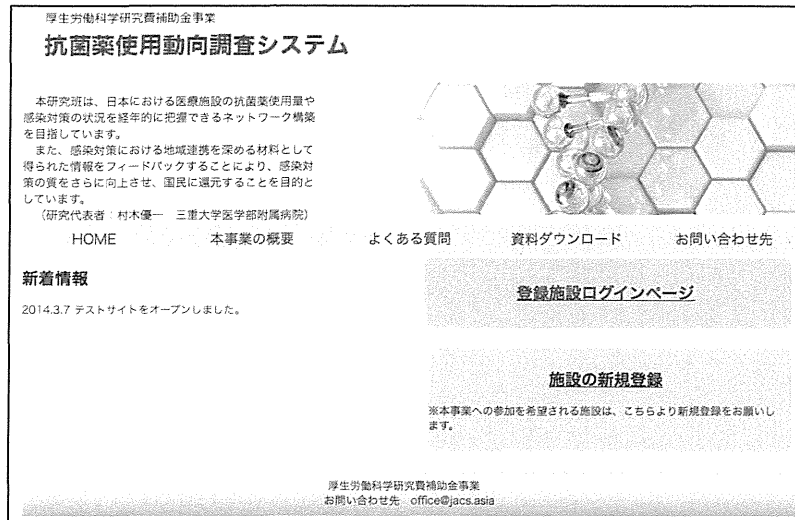 厚生労働科学研究費補助金事業
抗菌薬使用動向調査システム
本研究班は、日本における医療施設の抗菌薬使用量や
感染対策の状況を経年的に把握できるネットワーク構築
を目指しています。
また、感染対策における地域連携を深める材料として
得られた情報をフィードバックすることにより、感染対
策の質をさらに向上させ、国民に還元することを目的と
しています。
(研究代表者:村木優一 三重大学医学部附属病院)
HOME 本事業の概要 よくある質問 資料ダウンロード お問い合わせ先
新着情報
2014.3.7 テストサイトをオープンしました。
登録施設ログインページ
施設の新規登録
※本事業への参加を希望される施設は、こちらより新規登録をお願いし
ます。
厚生労働科学研究費補助金事業
お問い合わせ先 office@jacs.asia